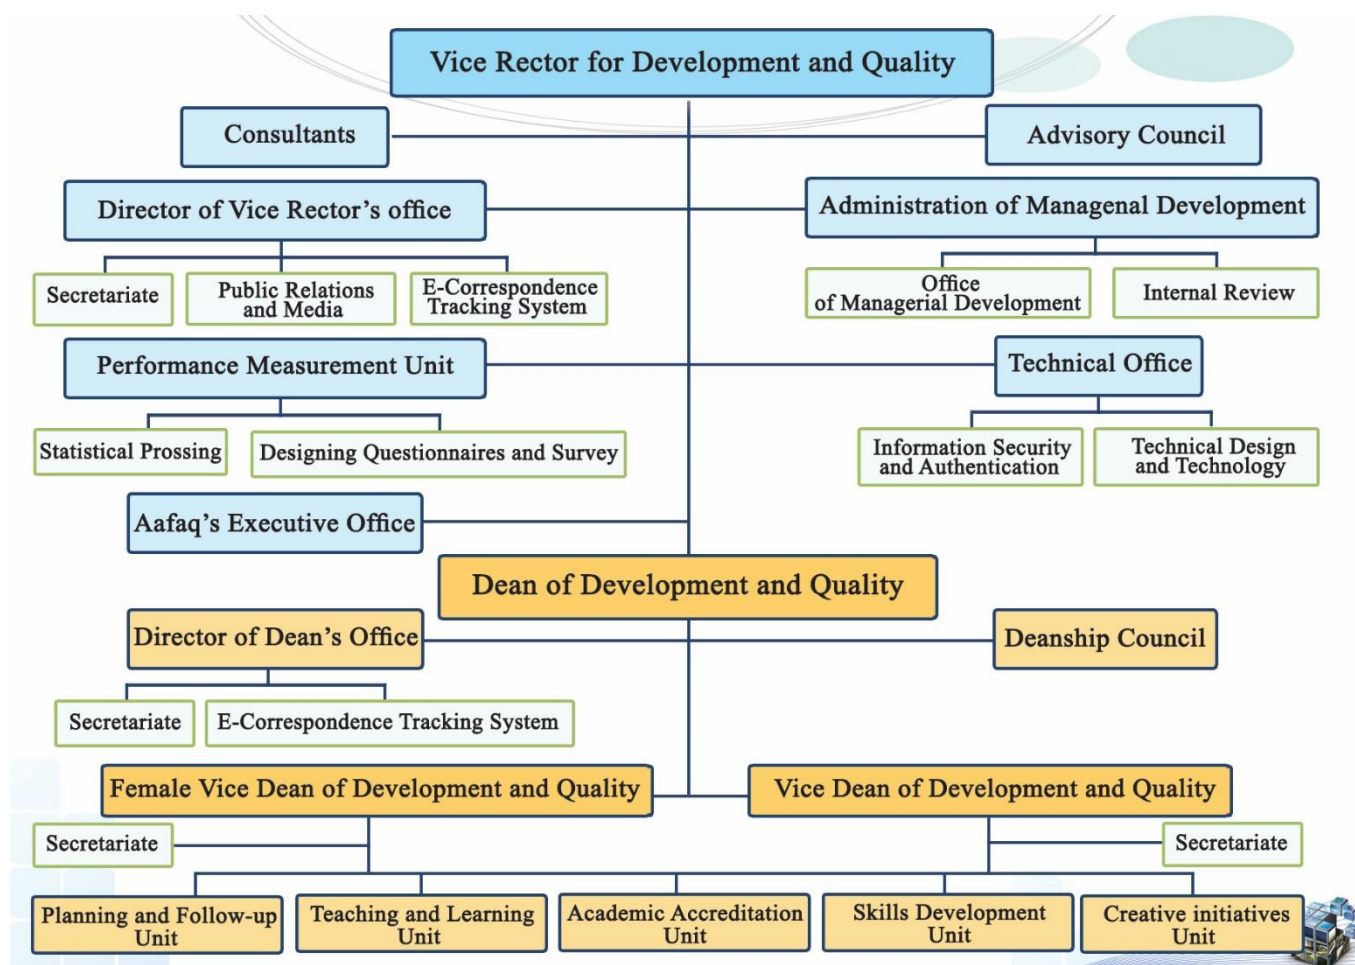 Vice Rector for Development and Quality
Consultants
Advisory Council
Director of Vice Rector's office
Administration of Managenal Development
Secretariate
Public Relations
and Media
E-Correspondence
Tracking System
Office
of Managerial Development
Internal Review
Performance Measurement Unit
Technical Office
Statistical Prossing
Designing Questionnaires and Survey
Information Security
and Authentication
Technical Design
and Technology
Aafaq's Executive Office
Dean of Development and Quality
Director of Dean's Office
Deanship Council
Secretariate
E-Correspondence Tracking System
Female Vice Dean of Development and Quality
Vice Dean of Development and Quality
Secretariate
Secretariate
Planning and Follow-up
Unit
Teaching and Learning
Unit
Academic Accreditation
Unit
Skills Development
Unit
Creative initiatives
Unit